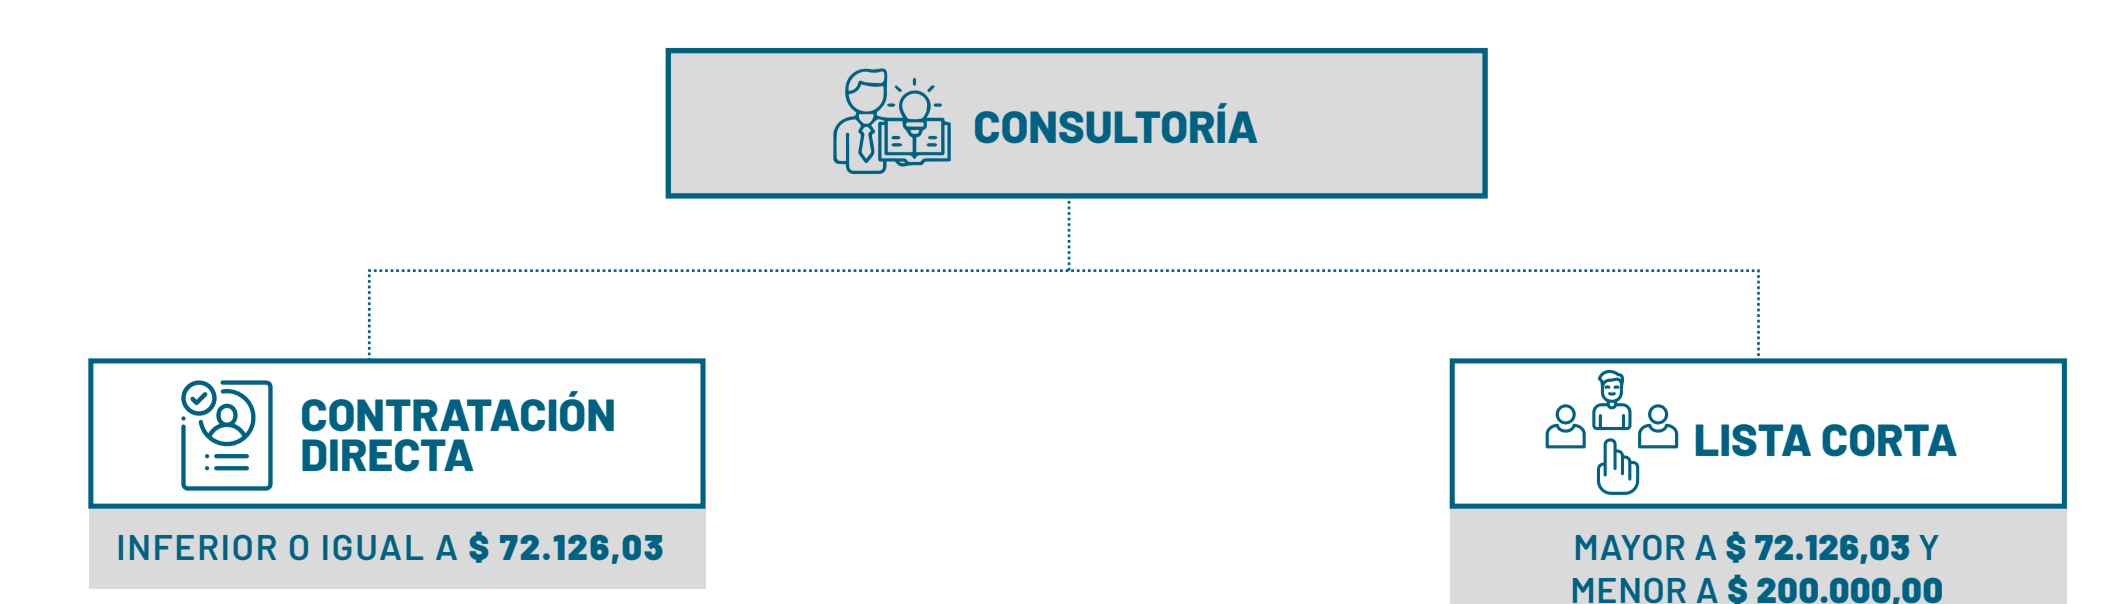 CONSULTORÍA
CONTRATACIÓN
DIRECTA
INFERIOR O IGUAL A $ 72.126,03
LISTA CORTA
MAYOR A $ 72.126,03 Y
MENOR A $ 200.000,00